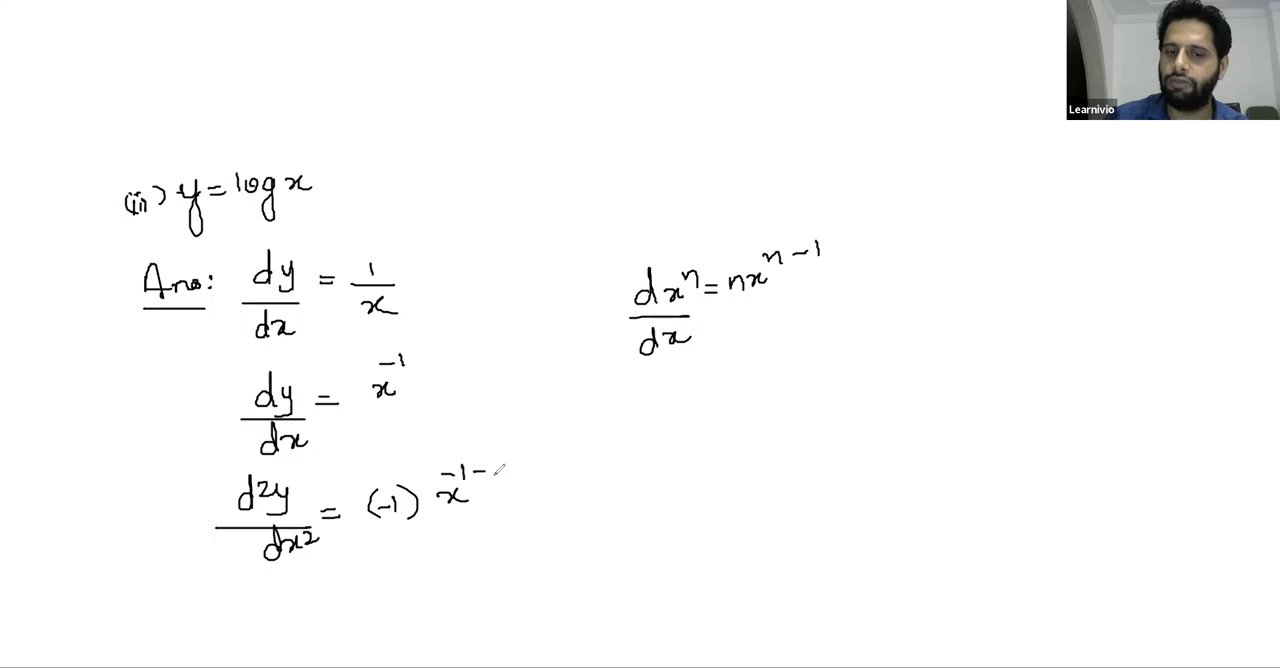 Learnivio
(ii) y = log x
Ans: dy/dx = 1/x
dxⁿ/dx = nxⁿ⁻¹
dy/dx = x⁻¹
d²y/dx² = (-1) x⁻¹⁻